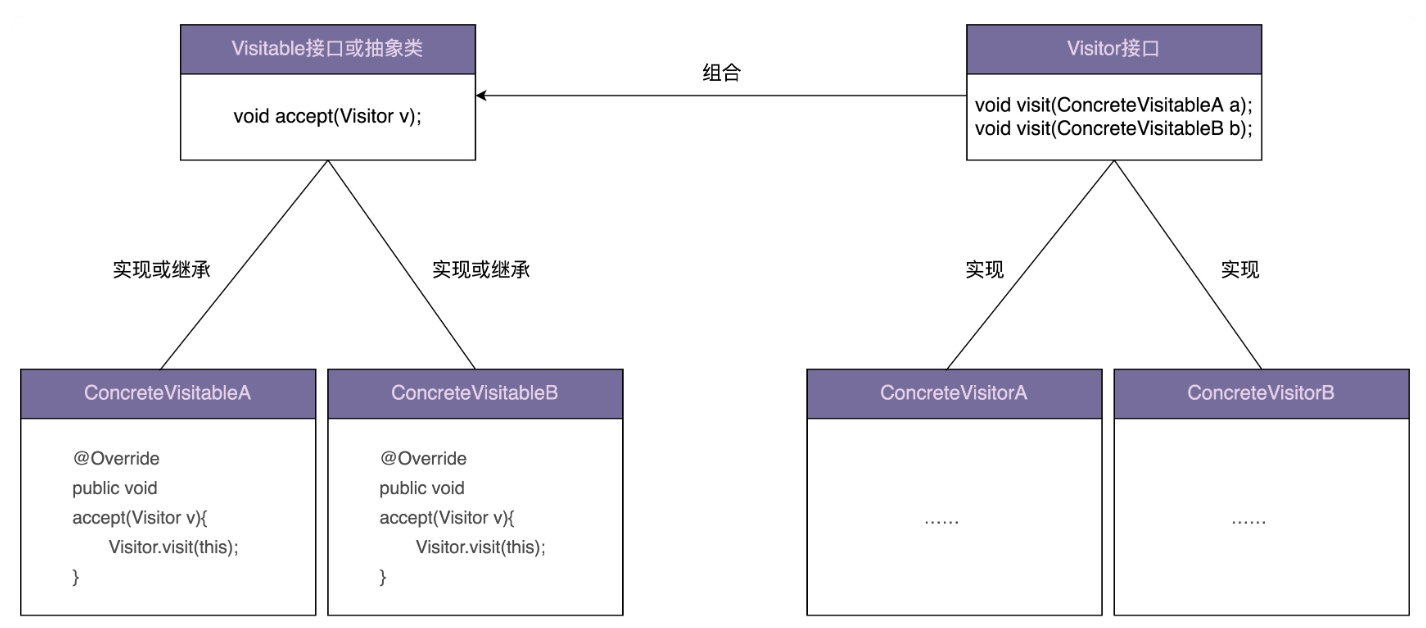 Visitable接口或抽象类
void accept(Visitor v);
组合
Visitor接口
void visit(ConcreteVisitableA a);
void visit(ConcreteVisitableB b);
实现或继承
实现或继承
实现
实现
ConcreteVisitableA
@Override
public void
accept(Visitor v){
Visitor.visit(this);
}
ConcreteVisitableB
@Override
public void
accept(Visitor v){
Visitor.visit(this);
}
ConcreteVisitorA
......
ConcreteVisitorB
......